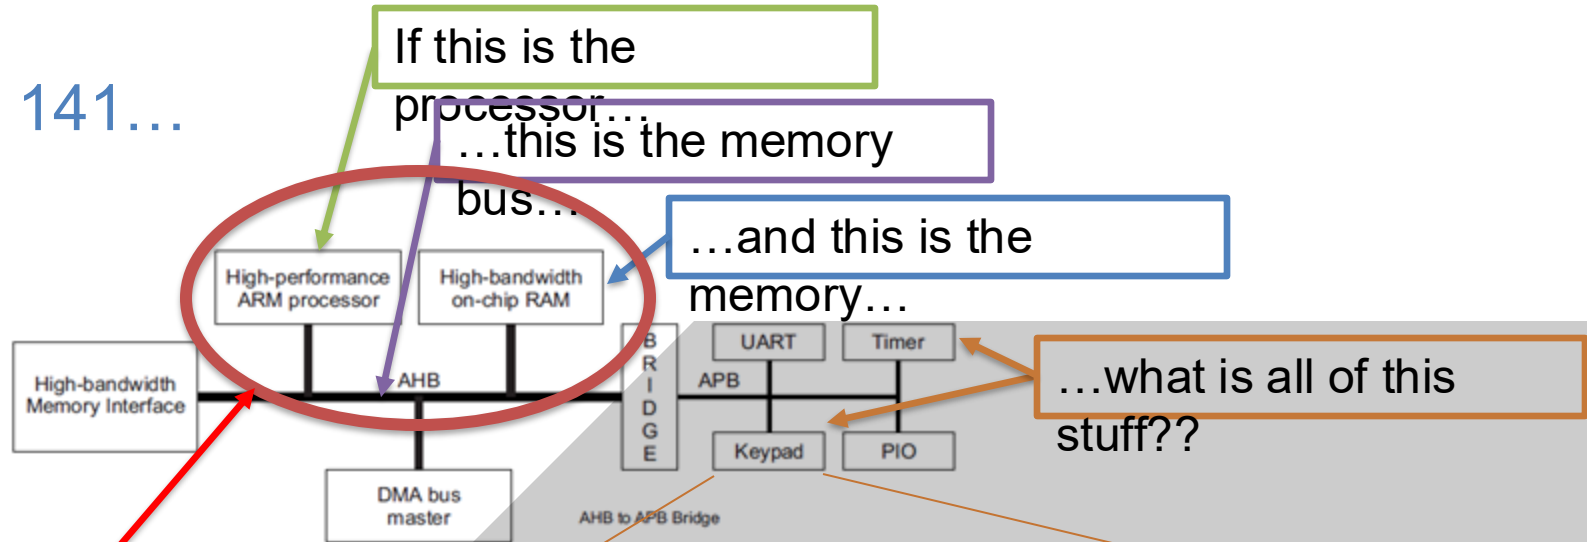 141…
If this is the
processor…
…this is the memory
bus…
…and this is the
memory…
…what is all of this
stuff??
High-performance
ARM processor
High-bandwidth
on-chip RAM
High-bandwidth
Memory Interface
AHB
DMA bus
master
B
R
I
D
G
E
APB
UART
Timer
Keypad
PIO
AHB to APB Bridge